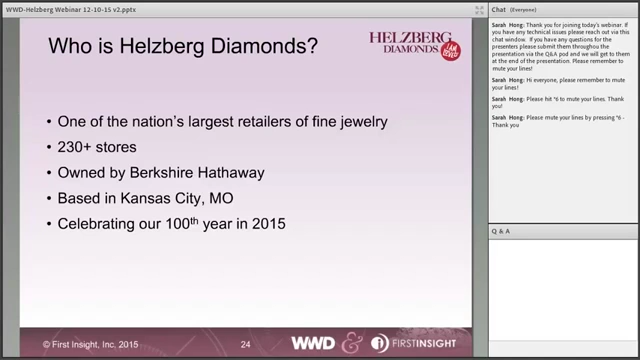 WWD-Helzberg Webinar 12-10-15 v2.pptx
Who is Helzberg Diamonds?
HELZBERG
DIAMONDS
I AM
LOVED
• One of the nation's largest retailers of fine jewelry
• 230+ stores
• Owned by Berkshire Hathaway
• Based in Kansas City, MO
• Celebrating our 100th year in 2015
© First Insight, Inc, 2015
24
WWD & FIRSTINSIGHT
Chat (Everyone)
Sarah Hong: Thank you for joining today's webinar. If
you have any technical issues please reach out via this
chat window. If you have any questions for the
presenters please submit them throughout the
presentation via the Q&A pod and we will get to them
at the end of the presentation. Please remember to
mute your lines!
Sarah Hong: Hi everyone, please remember to mute
your lines!
Sarah Hong: Please hit *6 to mute your lines. Thank
you!
Sarah Hong: Please mute your lines by pressing *6 -
Thank you
Q & A